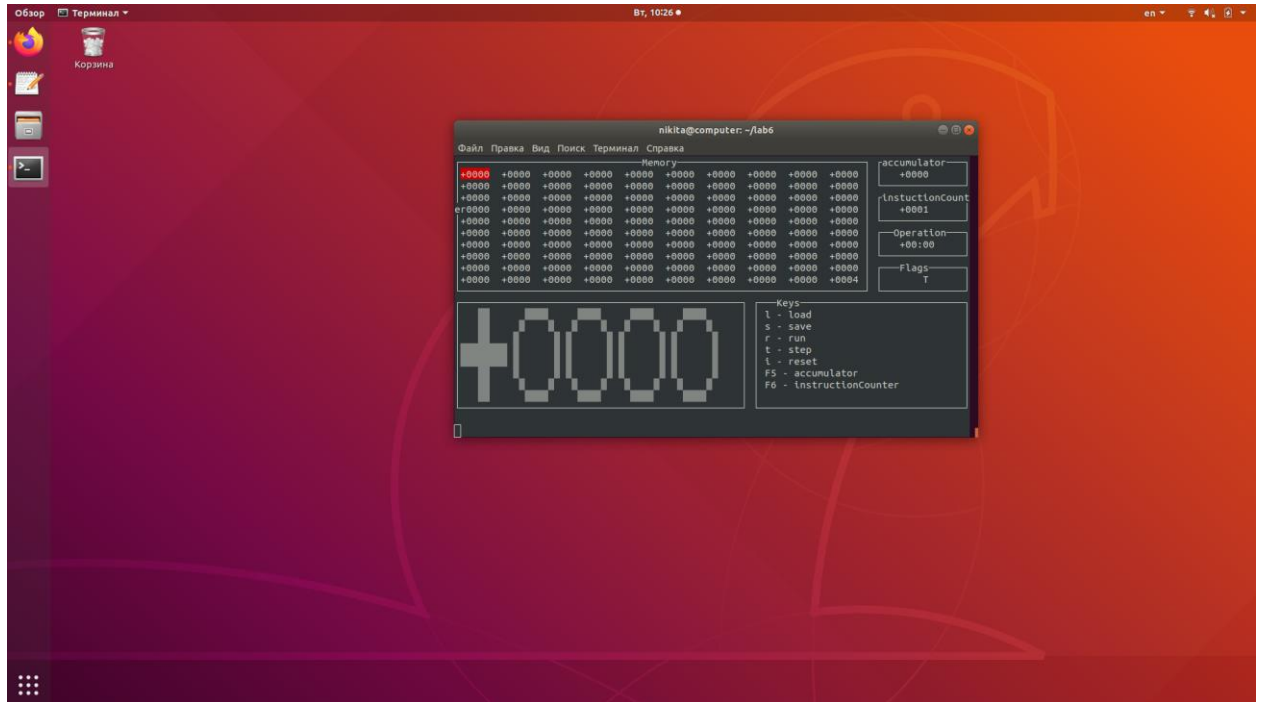 Обзор Терминал Вт, 10:26 en
Корзина
nikita@computer: ~/lab6
Файл Правка Вид Поиск Терминал Справка
Memory accumulator
+0000 +0000 +0000 +0000 +0000 +0000 +0000 +0000 +0000 +0000 +0000
+0000 +0000 +0000 +0000 +0000 +0000 +0000 +0000 +0000 +0000
+0000 +0000 +0000 +0000 +0000 +0000 +0000 +0000 +0000 +0000 instuctionCount
er0000 +0000 +0000 +0000 +0000 +0000 +0000 +0000 +0000 +0000 +0001
+0000 +0000 +0000 +0000 +0000 +0000 +0000 +0000 +0000 +0000
+0000 +0000 +0000 +0000 +0000 +0000 +0000 +0000 +0000 +0000 Operation
+0000 +0000 +0000 +0000 +0000 +0000 +0000 +0000 +0000 +0000 +00:00
+0000 +0000 +0000 +0000 +0000 +0000 +0000 +0000 +0000 +0000
+0000 +0000 +0000 +0000 +0000 +0000 +0000 +0000 +0000 +0000 Flags
+0000 +0000 +0000 +0000 +0000 +0000 +0000 +0000 +0000 +0004 T
+0000
Keys
l - load
s - save
r - run
t - step
i - reset
F5 - accumulator
F6 - instructionCounter